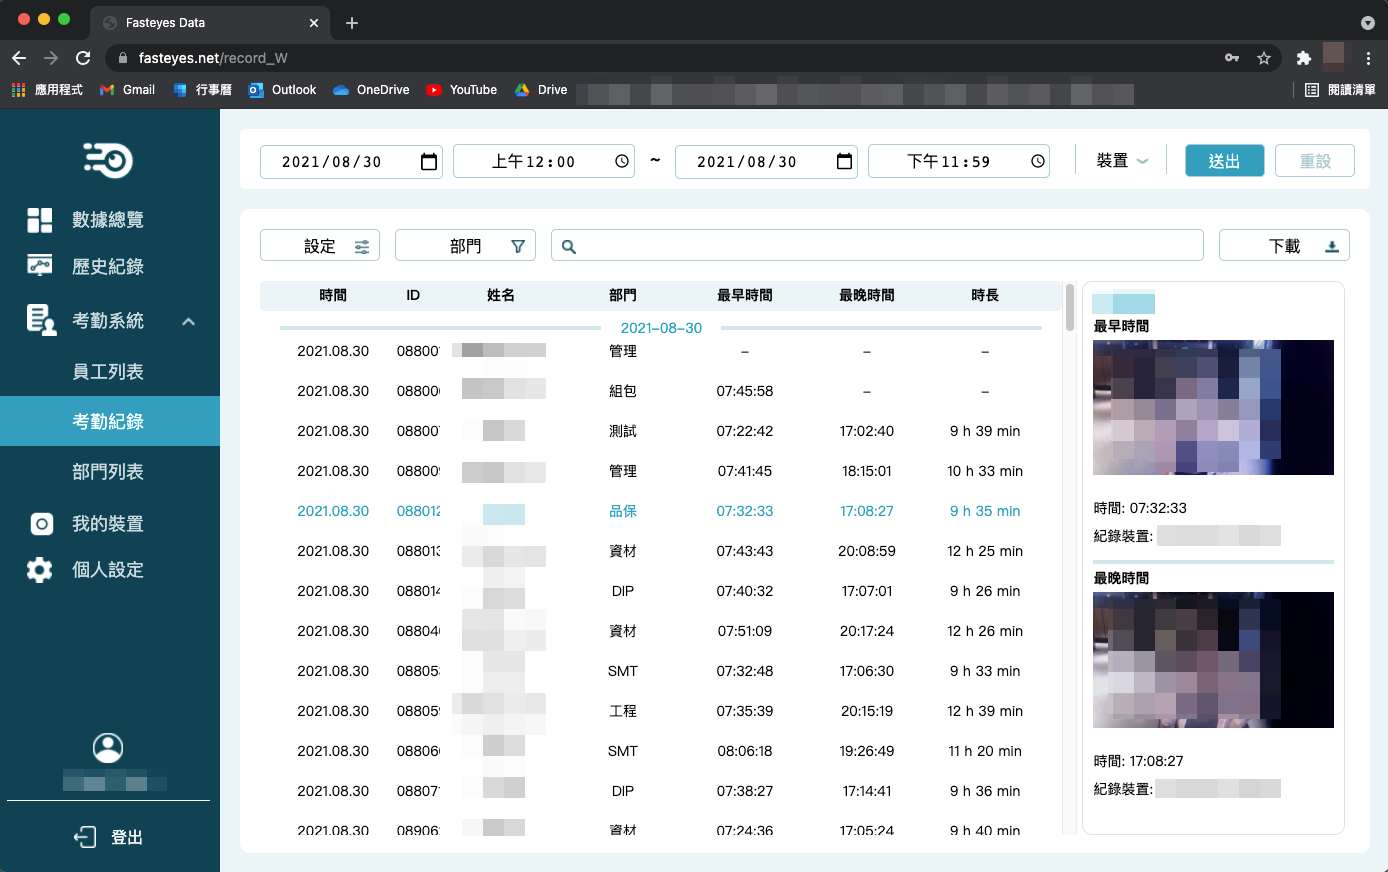 Fasteyes Data
fasteyes.net/record_W
應用程式 Gmail 行事曆 Outlook OneDrive YouTube Drive 閱讀清單
2021/08/30 上午12:00 ~ 2021/08/30 下午11:59 裝置 送出 重設
數據總覽
歷史紀錄
考勤系統
員工列表
考勤紀錄
部門列表
我的裝置
個人設定
登出
設定 部門 下載
時間 ID 姓名 部門 最早時間 最晚時間 時長
2021-08-30
2021.08.30 08800 管理 – – –
2021.08.30 08800 組包 07:45:58 – –
2021.08.30 08800 測試 07:22:42 17:02:40 9 h 39 min
2021.08.30 08800 管理 07:41:45 18:15:01 10 h 33 min
2021.08.30 088012 品保 07:32:33 17:08:27 9 h 35 min
2021.08.30 088013 資材 07:43:43 20:08:59 12 h 25 min
2021.08.30 088014 DIP 07:40:32 17:07:01 9 h 26 min
2021.08.30 08804 資材 07:51:09 20:17:24 12 h 26 min
2021.08.30 08805 SMT 07:32:48 17:06:30 9 h 33 min
2021.08.30 08805 工程 07:35:39 20:15:19 12 h 39 min
2021.08.30 08806 SMT 08:06:18 19:26:49 11 h 20 min
2021.08.30 08807 DIP 07:38:27 17:14:41 9 h 36 min
2021.08.30 08906 資材 07:24:36 17:05:24 9 h 40 min
最早時間
時間: 07:32:33
紀錄裝置:
最晚時間
時間: 17:08:27
紀錄裝置: